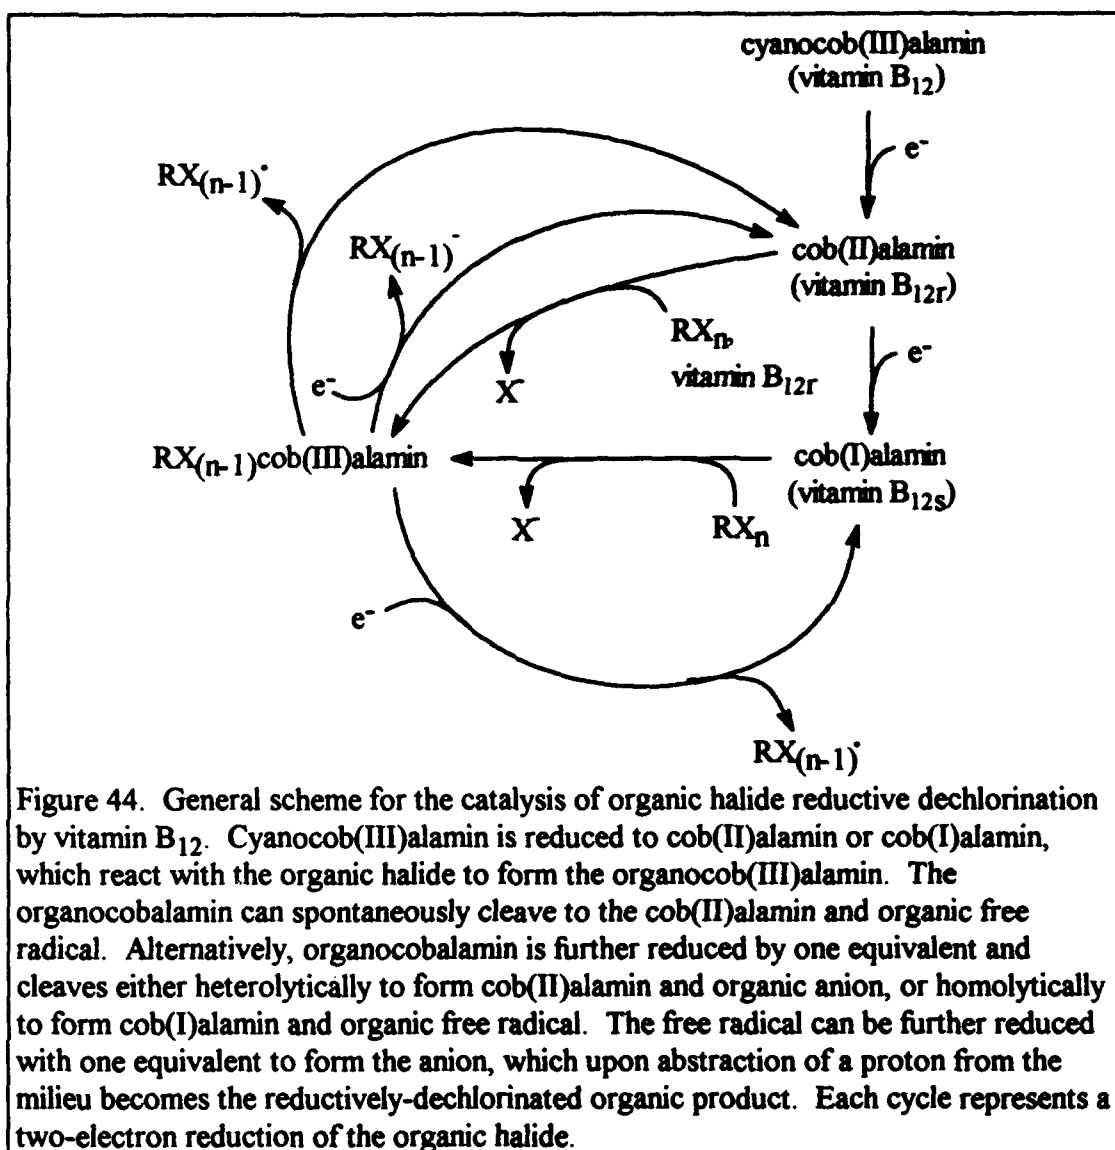 cyanocob(III)alamin
(vitamin B₁₂)
e⁻
RX₍ₙ₋₁₎˙
RX₍ₙ₋₁₎⁻
cob(II)alamin
(vitamin B₁₂ᵣ)
RXₙ,
vitamin B₁₂ᵣ
e⁻
X⁻
e⁻
RX₍ₙ₋₁₎cob(III)alamin
cob(I)alamin
(vitamin B₁₂ₛ)
X⁻
RXₙ
e⁻
RX₍ₙ₋₁₎˙
Figure 44. General scheme for the catalysis of organic halide reductive dechlorination
by vitamin B₁₂. Cyanocob(III)alamin is reduced to cob(II)alamin or cob(I)alamin,
which react with the organic halide to form the organocob(III)alamin. The
organocobalamin can spontaneously cleave to the cob(II)alamin and organic free
radical. Alternatively, organocobalamin is further reduced by one equivalent and
cleaves either heterolytically to form cob(II)alamin and organic anion, or homolytically
to form cob(I)alamin and organic free radical. The free radical can be further reduced
with one equivalent to form the anion, which upon abstraction of a proton from the
milieu becomes the reductively-dechlorinated organic product. Each cycle represents a
two-electron reduction of the organic halide.